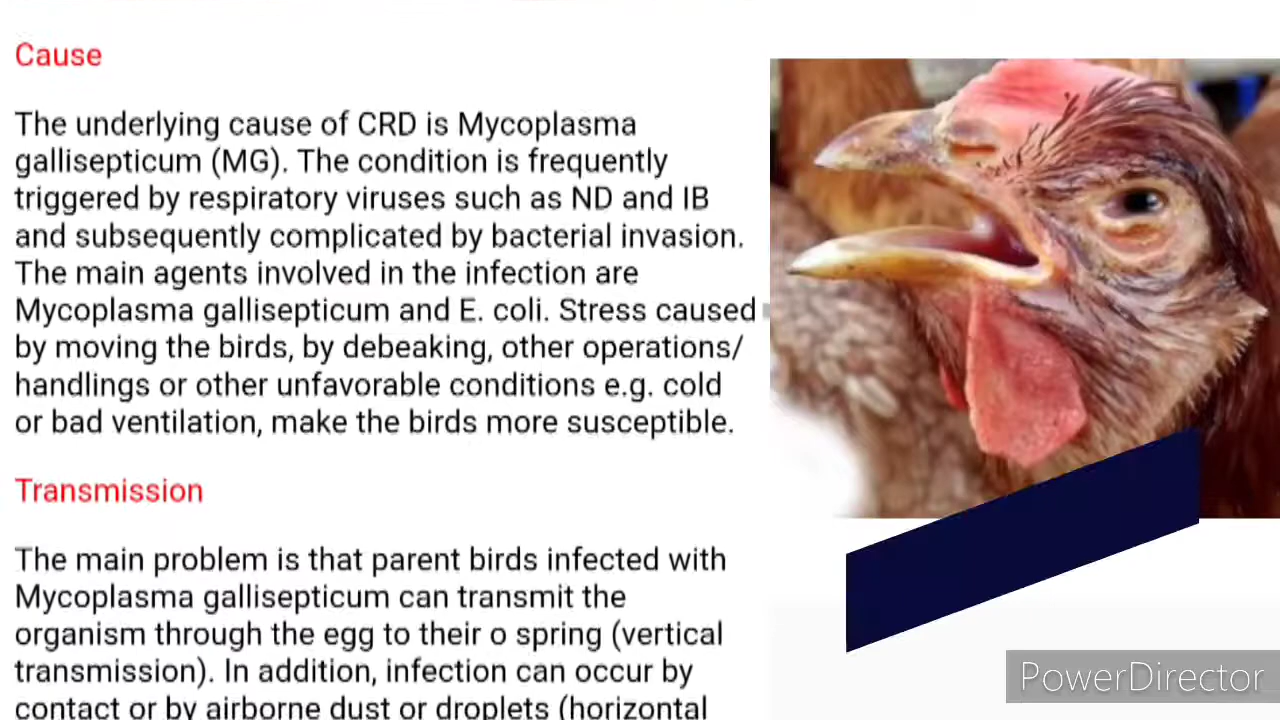 Cause
The underlying cause of CRD is Mycoplasma
gallisepticum (MG). The condition is frequently
triggered by respiratory viruses such as ND and IB
and subsequently complicated by bacterial invasion.
The main agents involved in the infection are
Mycoplasma gallisepticum and E. coli. Stress caused
by moving the birds, by debeaking, other operations/
handlings or other unfavorable conditions e.g. cold
or bad ventilation, make the birds more susceptible.
Transmission
The main problem is that parent birds infected with
Mycoplasma gallisepticum can transmit the
organism through the egg to their o spring (vertical
transmission). In addition, infection can occur by
contact or by airborne dust or droplets (horizontal
PowerDirector